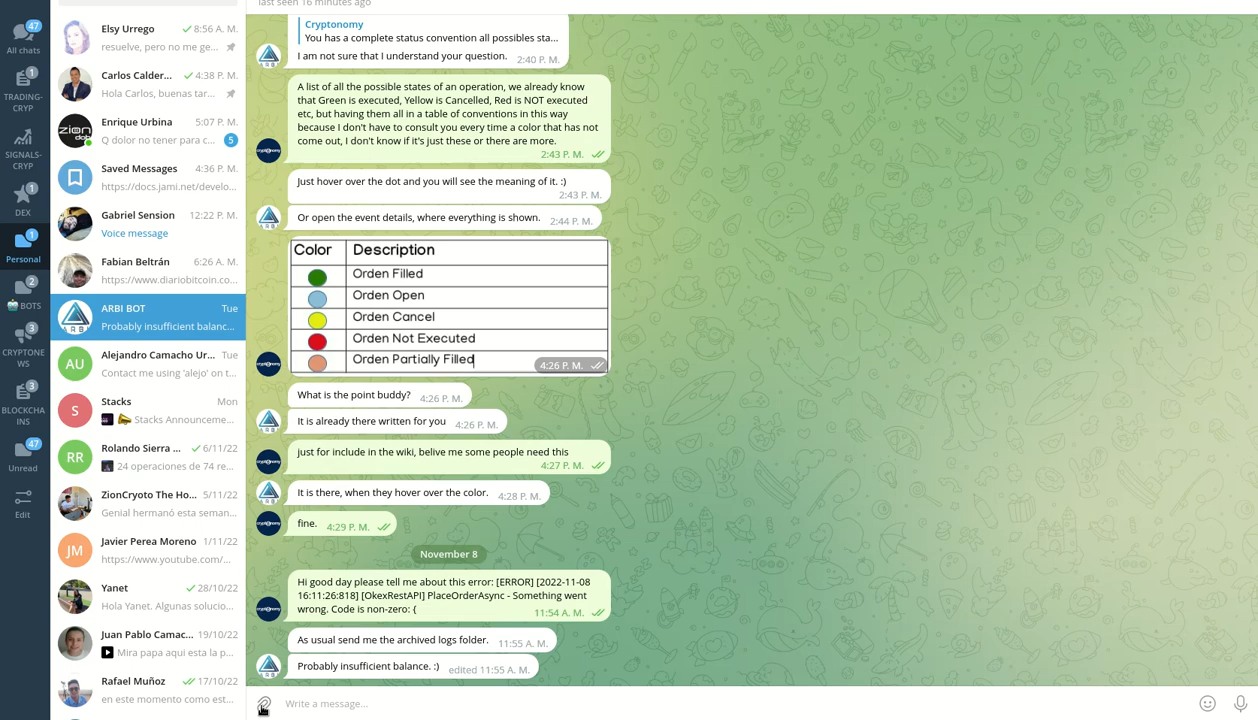 last seen 16 minutes ago
47
All chats
1
TRADING-
CRYP
SIGNALS-
CRYP
1
DEX
1
Personal
2
BOTS
3
CRYPTONE
WS
3
BLOCKCHA
INS
47
Unread
Edit
Elsy Urrego 8:56 A. M.
resuelve, pero no me ge...
Carlos Calder... 4:38 P. M.
Hola Carlos, buenas tar...
Enrique Urbina 5:07 P. M.
Q dolor no tener para c... 5
Saved Messages 4:36 P. M.
https://docs.jami.net/develo...
Gabriel Sension 12:22 P. M.
Voice message
Fabian Beltrán 6:26 A. M.
https://www.diariobitcoin.co...
ARBI BOT Tue
Probably insufficient balanc...
AU
Alejandro Camacho Ur... Tue
Contact me using 'alejo' on t...
S
Stacks Mon
Stacks Announceme...
RR
Rolando Sierra ... 6/11/22
24 operaciones de 74 re...
ZionCryoto The Ho... 5/11/22
Genial hermanó esta seman...
JM
Javier Perea Moreno 1/11/22
https://www.youtube.com/...
Yanet 28/10/22
Hola Yanet. Algunas solucio...
Juan Pablo Camac... 19/10/22
Mira papa aqui esta la p...
Rafael Muñoz 17/10/22
en este momento como est...
Cryptonomy
You has a complete status convention all possibles sta...
I am not sure that I understand your question. 2:40 P. M.
A list of all the possible states of an operation, we already know
that Green is executed, Yellow is Cancelled, Red is NOT executed
etc, but having them all in a table of conventions in this way
because I don't have to consult you every time a color that has not
come out, I don't know if it's just these or there are more.
2:43 P. M.
Just hover over the dot and you will see the meaning of it. :)
2:43 P. M.
Or open the event details, where everything is shown. 2:44 P. M.
Color Description
Orden Filled
Orden Open
Orden Cancel
Orden Not Executed
Orden Partially Filled
4:26 P. M.
What is the point buddy? 4:26 P. M.
It is already there written for you 4:26 P. M.
just for include in the wiki, belive me some people need this
4:27 P. M.
It is there, when they hover over the color. 4:28 P. M.
fine. 4:29 P. M.
November 8
Hi good day please tell me about this error: [ERROR] [2022-11-08
16:11:26:818] [OkexRestAPI] PlaceOrderAsync - Something went
wrong. Code is non-zero: {
11:54 A. M.
As usual send me the archived logs folder. 11:55 A. M.
Probably insufficient balance. :) edited 11:55 A. M.
Write a message...